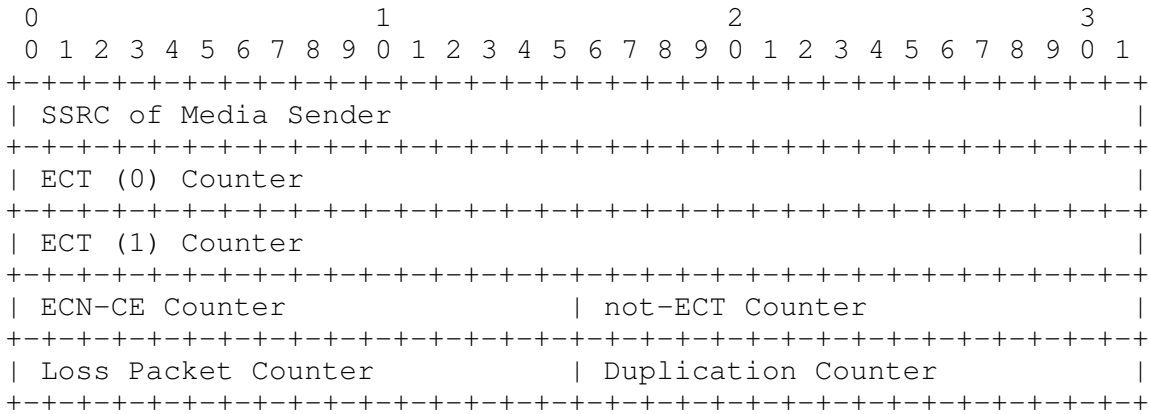 0                   1                   2                   3
 0 1 2 3 4 5 6 7 8 9 0 1 2 3 4 5 6 7 8 9 0 1 2 3 4 5 6 7 8 9 0 1
+-+-+-+-+-+-+-+-+-+-+-+-+-+-+-+-+-+-+-+-+-+-+-+-+-+-+-+-+-+-+-+-+
| SSRC of Media Sender                                          |
+-+-+-+-+-+-+-+-+-+-+-+-+-+-+-+-+-+-+-+-+-+-+-+-+-+-+-+-+-+-+-+-+
| ECT (0) Counter                                               |
+-+-+-+-+-+-+-+-+-+-+-+-+-+-+-+-+-+-+-+-+-+-+-+-+-+-+-+-+-+-+-+-+
| ECT (1) Counter                                               |
+-+-+-+-+-+-+-+-+-+-+-+-+-+-+-+-+-+-+-+-+-+-+-+-+-+-+-+-+-+-+-+-+
| ECN-CE Counter                | not-ECT Counter               |
+-+-+-+-+-+-+-+-+-+-+-+-+-+-+-+-+-+-+-+-+-+-+-+-+-+-+-+-+-+-+-+-+
| Loss Packet Counter           | Duplication Counter           |
+-+-+-+-+-+-+-+-+-+-+-+-+-+-+-+-+-+-+-+-+-+-+-+-+-+-+-+-+-+-+-+-+